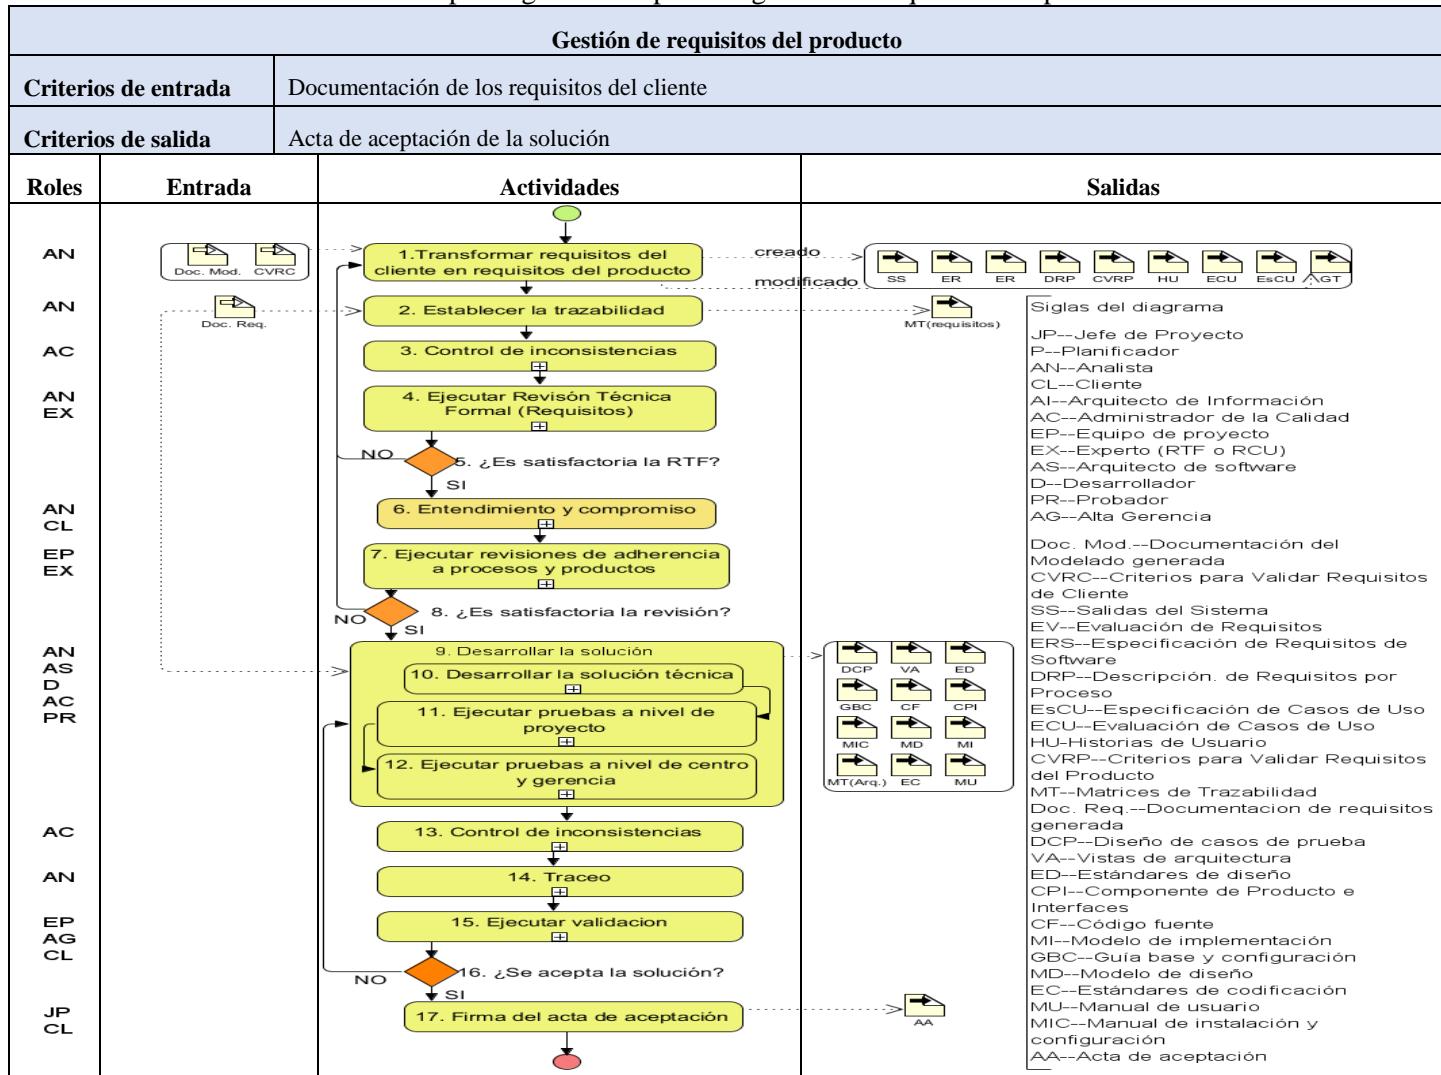 Gestión de requisitos del producto
Criterios de entrada
Documentación de los requisitos del cliente
Criterios de salida
Acta de aceptación de la solución
Roles
Entrada
Actividades
Salidas
AN
Doc. Mod.
CVRC
1.Transformar requisitos del
cliente en requisitos del producto
creado
modificado
SS
ER
ER
DRP
CVRP
HU
ECU
EsCU
GT
AN
Doc. Req.
2. Establecer la trazabilidad
MT(requisitos)
AC
3. Control de inconsistencias
AN
EX
4. Ejecutar Revisón Técnica
Formal (Requisitos)
NO
5. ¿Es satisfactoria la RTF?
SI
AN
CL
6. Entendimiento y compromiso
EP
EX
7. Ejecutar revisiones de adherencia
a procesos y productos
NO
8. ¿Es satisfactoria la revisión?
SI
AN
AS
D
AC
PR
9. Desarrollar la solución
10. Desarrollar la solución técnica
11. Ejecutar pruebas a nivel de
proyecto
12. Ejecutar pruebas a nivel de centro
y gerencia
DCP
VA
ED
GBC
CF
CPI
MIC
MD
MI
MT(Arq.)
EC
MU
AC
13. Control de inconsistencias
AN
14. Traceo
EP
AG
CL
15. Ejecutar validacion
NO
16. ¿Se acepta la solución?
SI
JP
CL
17. Firma del acta de aceptación
AA
Siglas del diagrama
JP--Jefe de Proyecto
P--Planificador
AN--Analista
CL--Cliente
AI--Arquitecto de Información
AC--Administrador de la Calidad
EP--Equipo de proyecto
EX--Experto (RTF o RCU)
AS--Arquitecto de software
D--Desarrollador
PR--Probador
AG--Alta Gerencia
Doc. Mod.--Documentación del
Modelado generada
CVRC--Criterios para Validar Requisitos
de Cliente
SS--Salidas del Sistema
EV--Evaluación de Requisitos
ERS--Especificación de Requisitos de
Software
DRP--Descripción. de Requisitos por
Proceso
EsCU--Especificación de Casos de Uso
ECU--Evaluación de Casos de Uso
HU-Historias de Usuario
CVRP--Criterios para Validar Requisitos
del Producto
MT--Matrices de Trazabilidad
Doc. Req.--Documentacion de requisitos
generada
DCP--Diseño de casos de prueba
VA--Vistas de arquitectura
ED--Estándares de diseño
CPI--Componente de Producto e
Interfaces
CF--Código fuente
MI--Modelo de implementación
GBC--Guía base y configuración
MD--Modelo de diseño
EC--Estándares de codificación
MU--Manual de usuario
MIC--Manual de instalación y
configuración
AA--Acta de aceptación